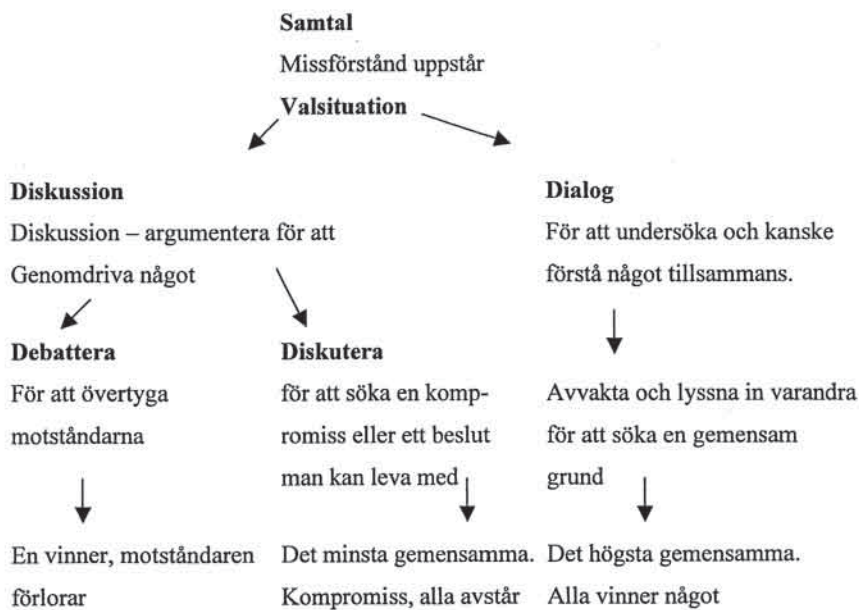 Samtal
Missförstånd uppstår
Valsituation
Diskussion
Diskussion – argumentera för att
Genomdriva något
Dialog
För att undersöka och kanske
förstå något tillsammans.
Debattera
För att övertyga
motståndarna
Diskutera
för att söka en komp-
romiss eller ett beslut
man kan leva med
Avvakta och lyssna in varandra
för att söka en gemensam
grund
En vinner, motståndaren
förlorar
Det minsta gemensamma.
Kompromiss, alla avstår
Det högsta gemensamma.
Alla vinner något